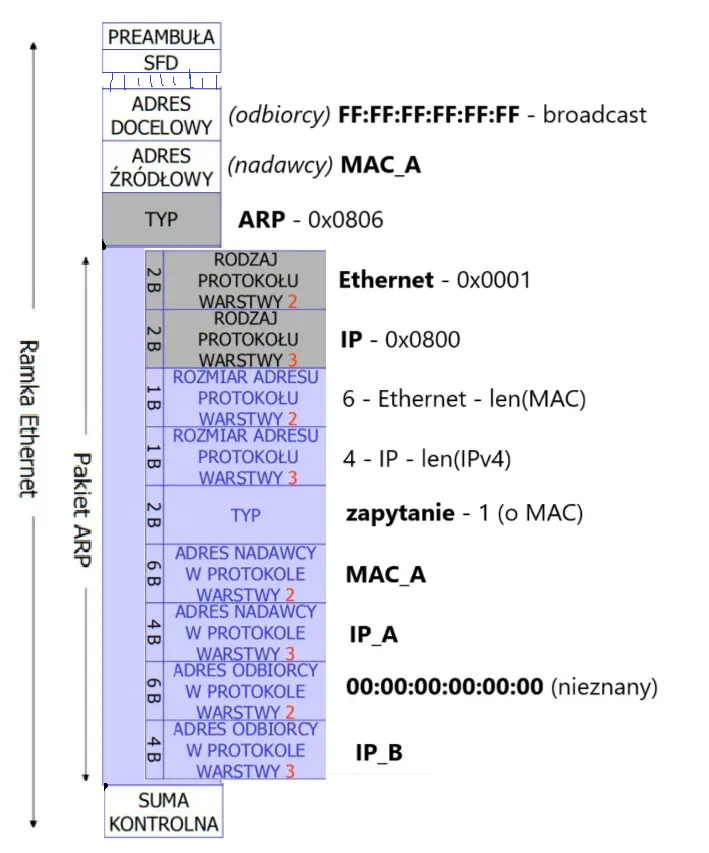 PREAMBUŁA
SFD
ADRES
DOCELOWY
(odbiorcy) FF:FF:FF:FF:FF:FF - broadcast
ADRES
ŹRÓDŁOWY
(nadawcy) MAC_A
TYP
ARP - 0x0806
2 B
RODZAJ
PROTOKOŁU
WARSTWY 2
Ethernet - 0x0001
2 B
RODZAJ
PROTOKOŁU
WARSTWY 3
IP - 0x0800
1 B
ROZMIAR ADRESU
PROTOKOŁU
WARSTWY 2
6 - Ethernet - len(MAC)
1 B
ROZMIAR ADRESU
PROTOKOŁU
WARSTWY 3
4 - IP - len(IPv4)
2 B
TYP
zapytanie - 1 (o MAC)
6 B
ADRES NADAWCY
W PROTOKOLE
WARSTWY 2
MAC_A
4 B
ADRES NADAWCY
W PROTOKOLE
WARSTWY 3
IP_A
6 B
ADRES ODBIORCY
W PROTOKOLE
WARSTWY 2
00:00:00:00:00:00 (nieznany)
4 B
ADRES ODBIORCY
W PROTOKOLE
WARSTWY 3
IP_B
SUMA
KONTROLNA
Ramka Ethernet
Pakiet ARP